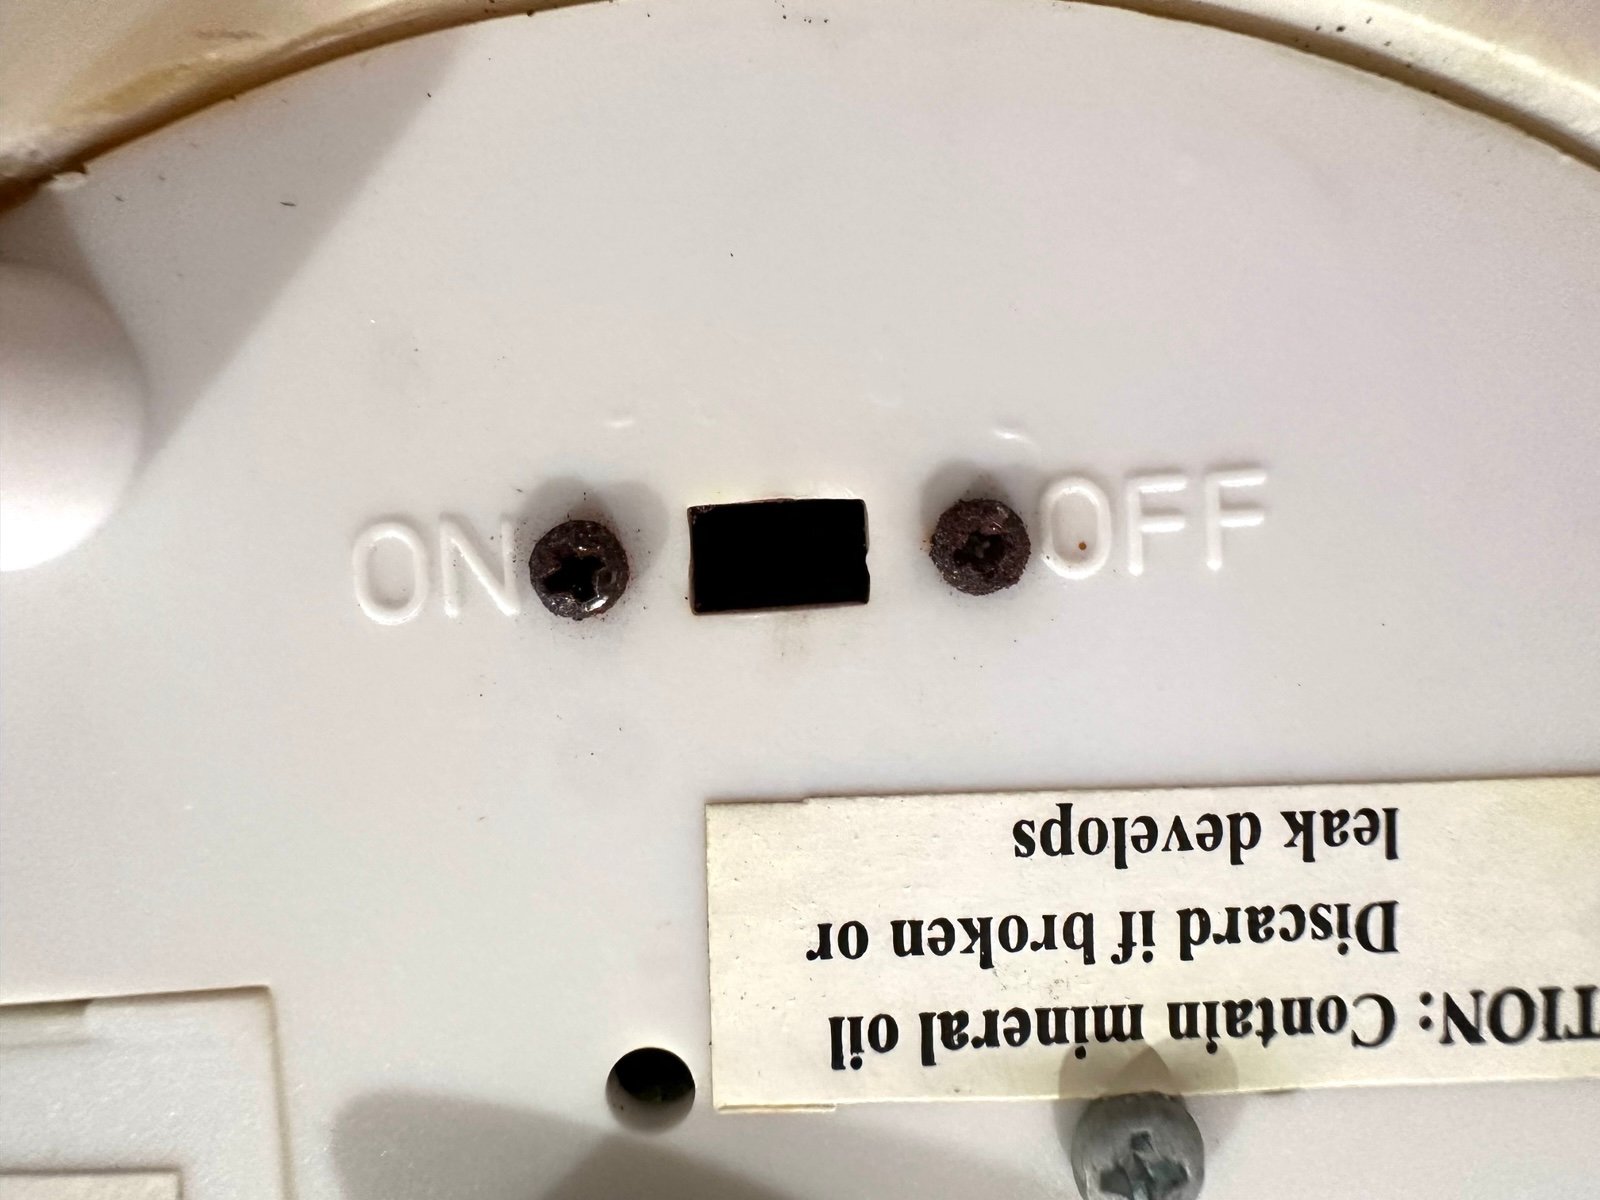 ON OFF
TION: Contain mineral oil
Discard if broken or
leak develops